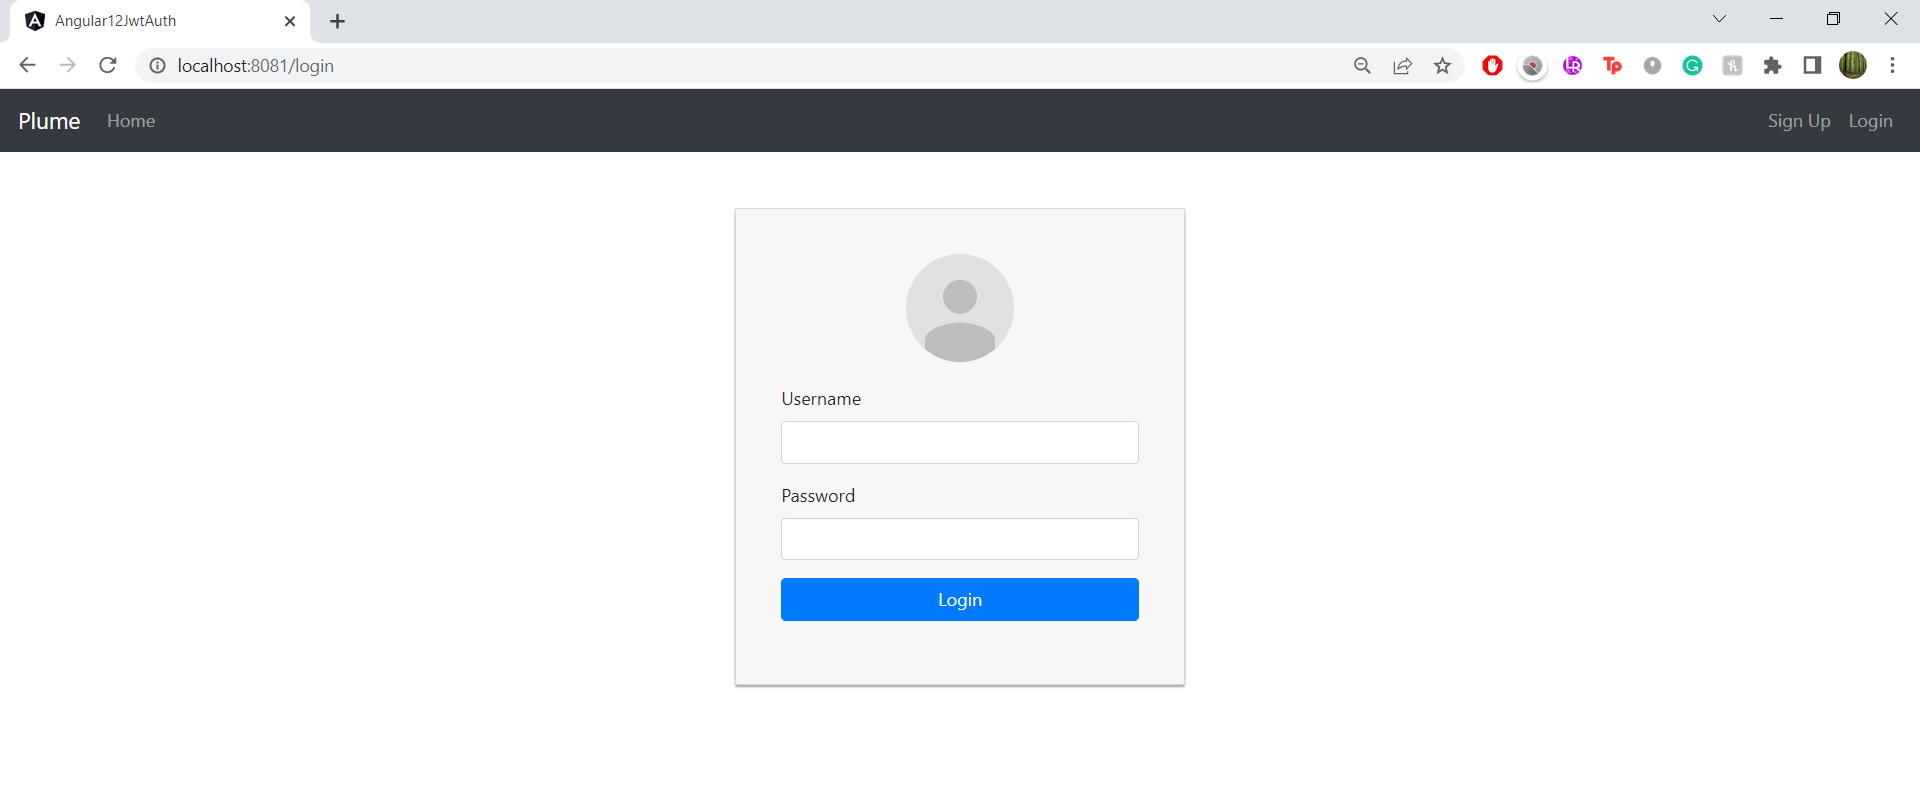 Angular12JwtAuth
localhost:8081/login
Plume Home Sign Up Login
Username
Password
Login